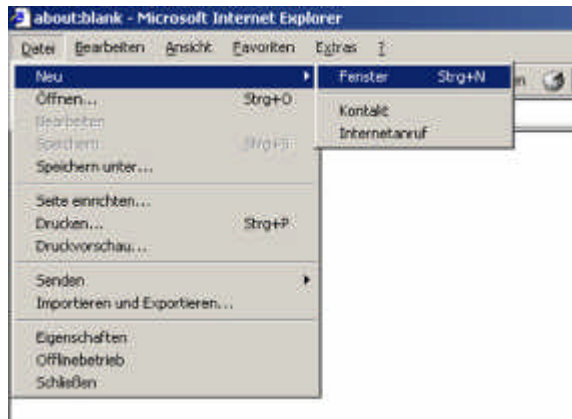 about:blank - Microsoft Internet Explorer
Datei Bearbeiten Ansicht Favoriten Extras ?
Neu
Fenster Strg+N
Öffnen... Strg+O
Kontakt
Bearbeiten
Internetanruf
Speichern Strg+S
Speichern unter...
Seite einrichten...
Drucken... Strg+P
Druckvorschau...
Senden
Importieren und Exportieren...
Eigenschaften
Offlinebetrieb
Schließen